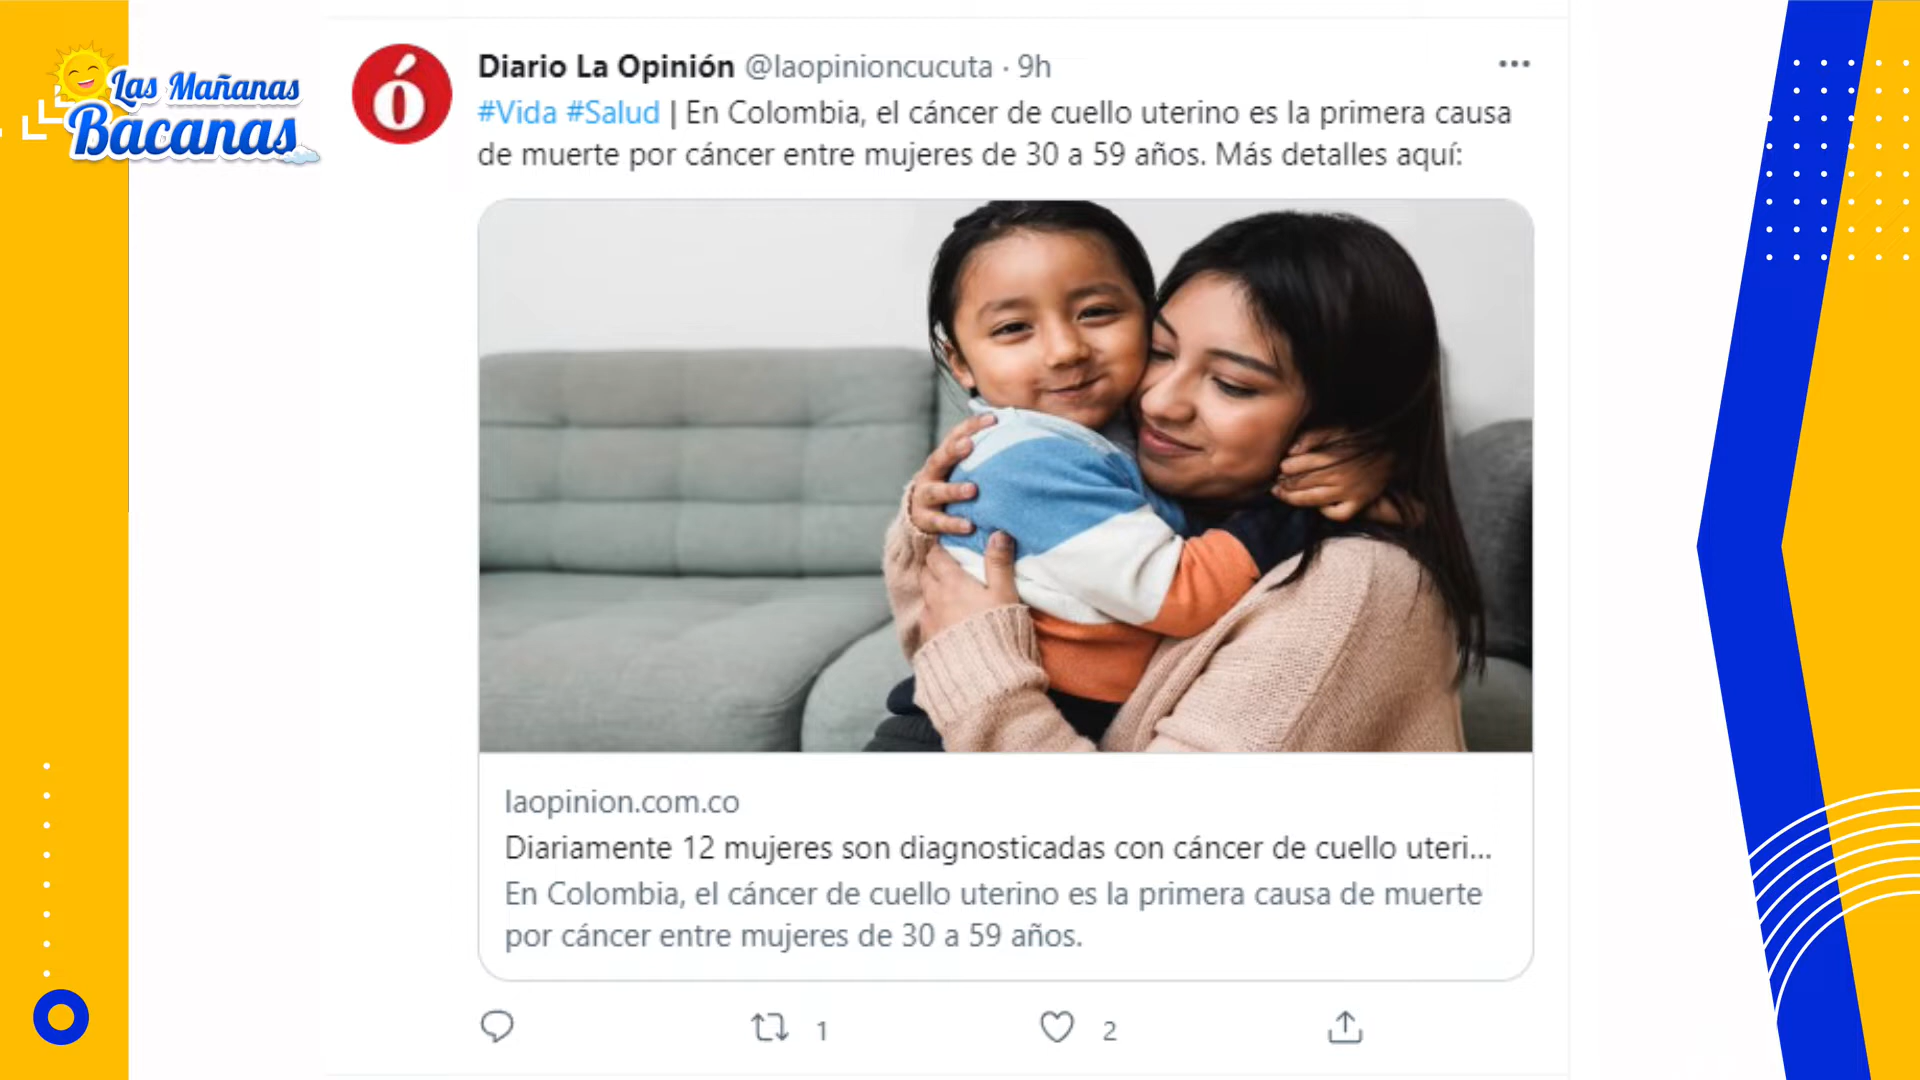 Las Mañanas
Bacanas
Diario La Opinión @laopinioncucuta · 9h
#Vida #Salud | En Colombia, el cáncer de cuello uterino es la primera causa
de muerte por cáncer entre mujeres de 30 a 59 años. Más detalles aquí:
ó
laopinion.com.co
Diariamente 12 mujeres son diagnosticadas con cáncer de cuello uteri...
En Colombia, el cáncer de cuello uterino es la primera causa de muerte
por cáncer entre mujeres de 30 a 59 años.
1
2